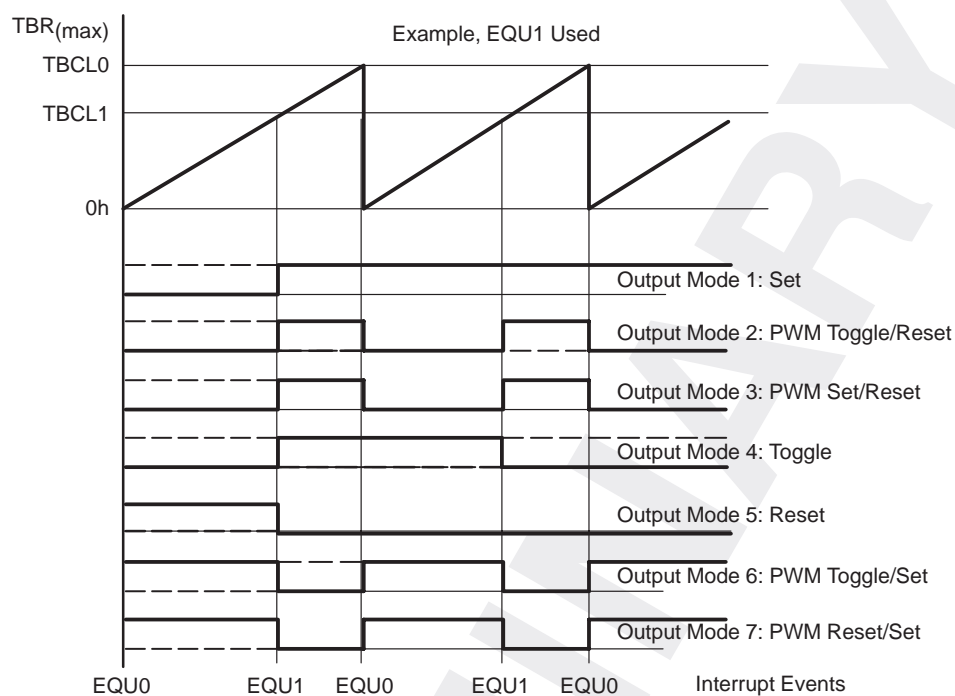 TBR(max)
Example, EQU1 Used
TBCL0
TBCL1
0h
Output Mode 1: Set
Output Mode 2: PWM Toggle/Reset
Output Mode 3: PWM Set/Reset
Output Mode 4: Toggle
Output Mode 5: Reset
Output Mode 6: PWM Toggle/Set
Output Mode 7: PWM Reset/Set
EQU0 EQU1 EQU0 EQU1 EQU0 Interrupt Events
INARY